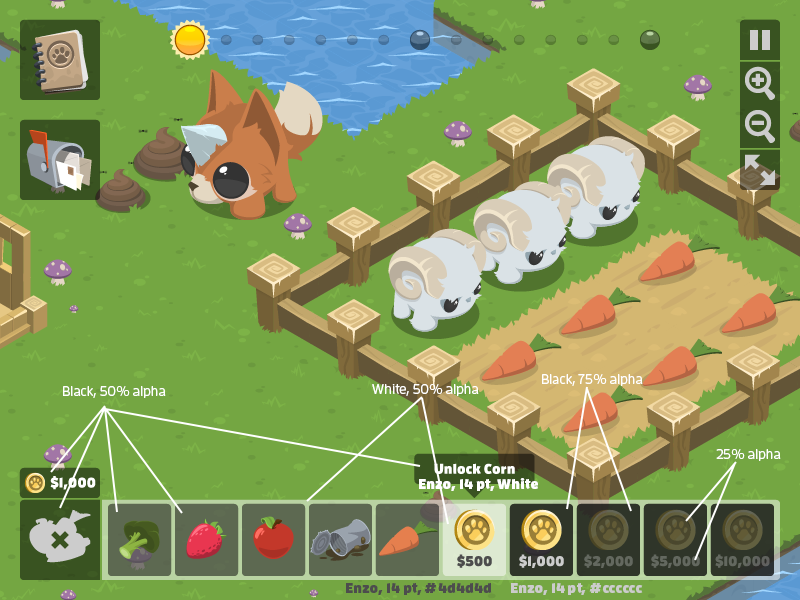 Black, 50% alpha
White, 50% alpha
Black, 75% alpha
25% alpha
Unlock Corn
Enzo, 14 pt, White
$1,000
$500
$1,000
$2,000
$5,000
$10,000
Enzo, 14 pt, #4d4d4d
Enzo, 14 pt, #cccccc